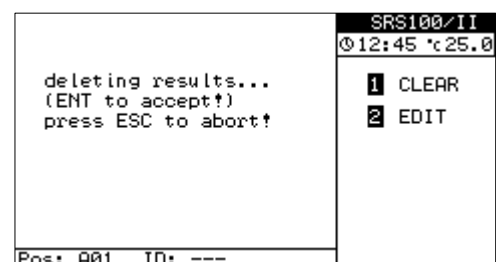 SRS100/II
12:45 °c25.0
deleting results...
(ENT to accept!)
press ESC to abort!
1 CLEAR
2 EDIT
Pos: A01 ID: ---